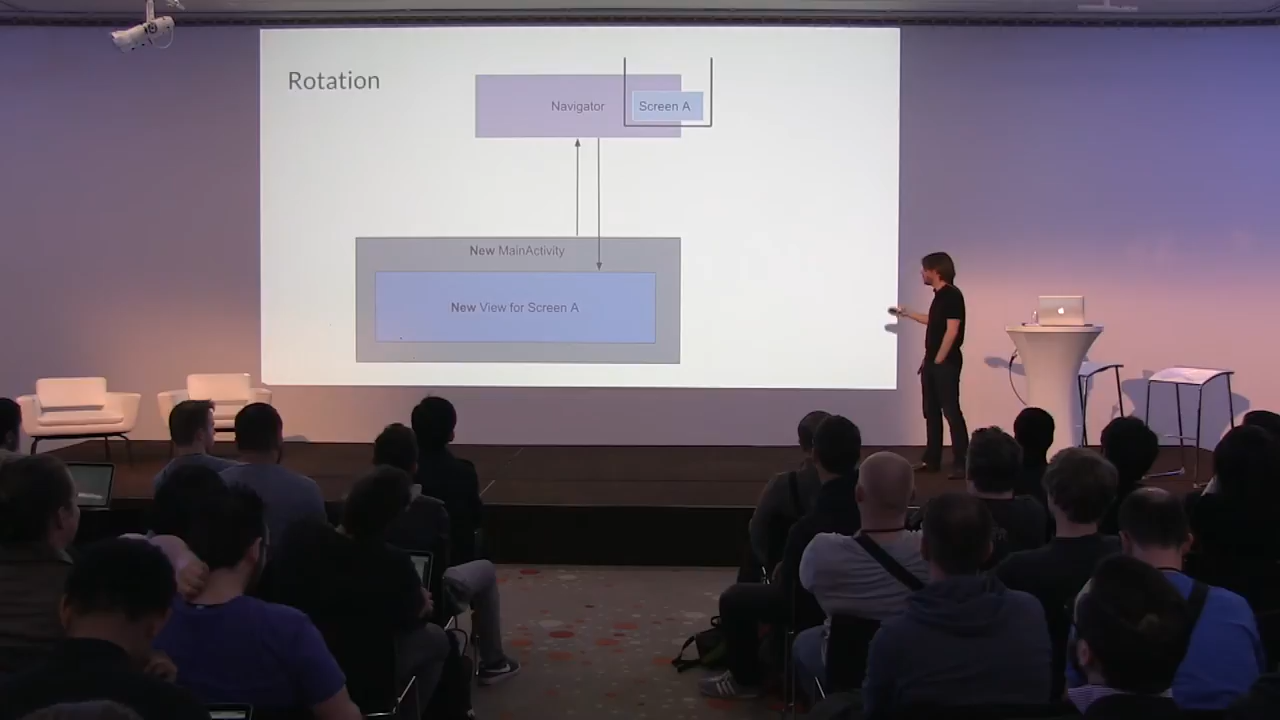 Rotation
Navigator
Screen A
New MainActivity
New View for Screen A